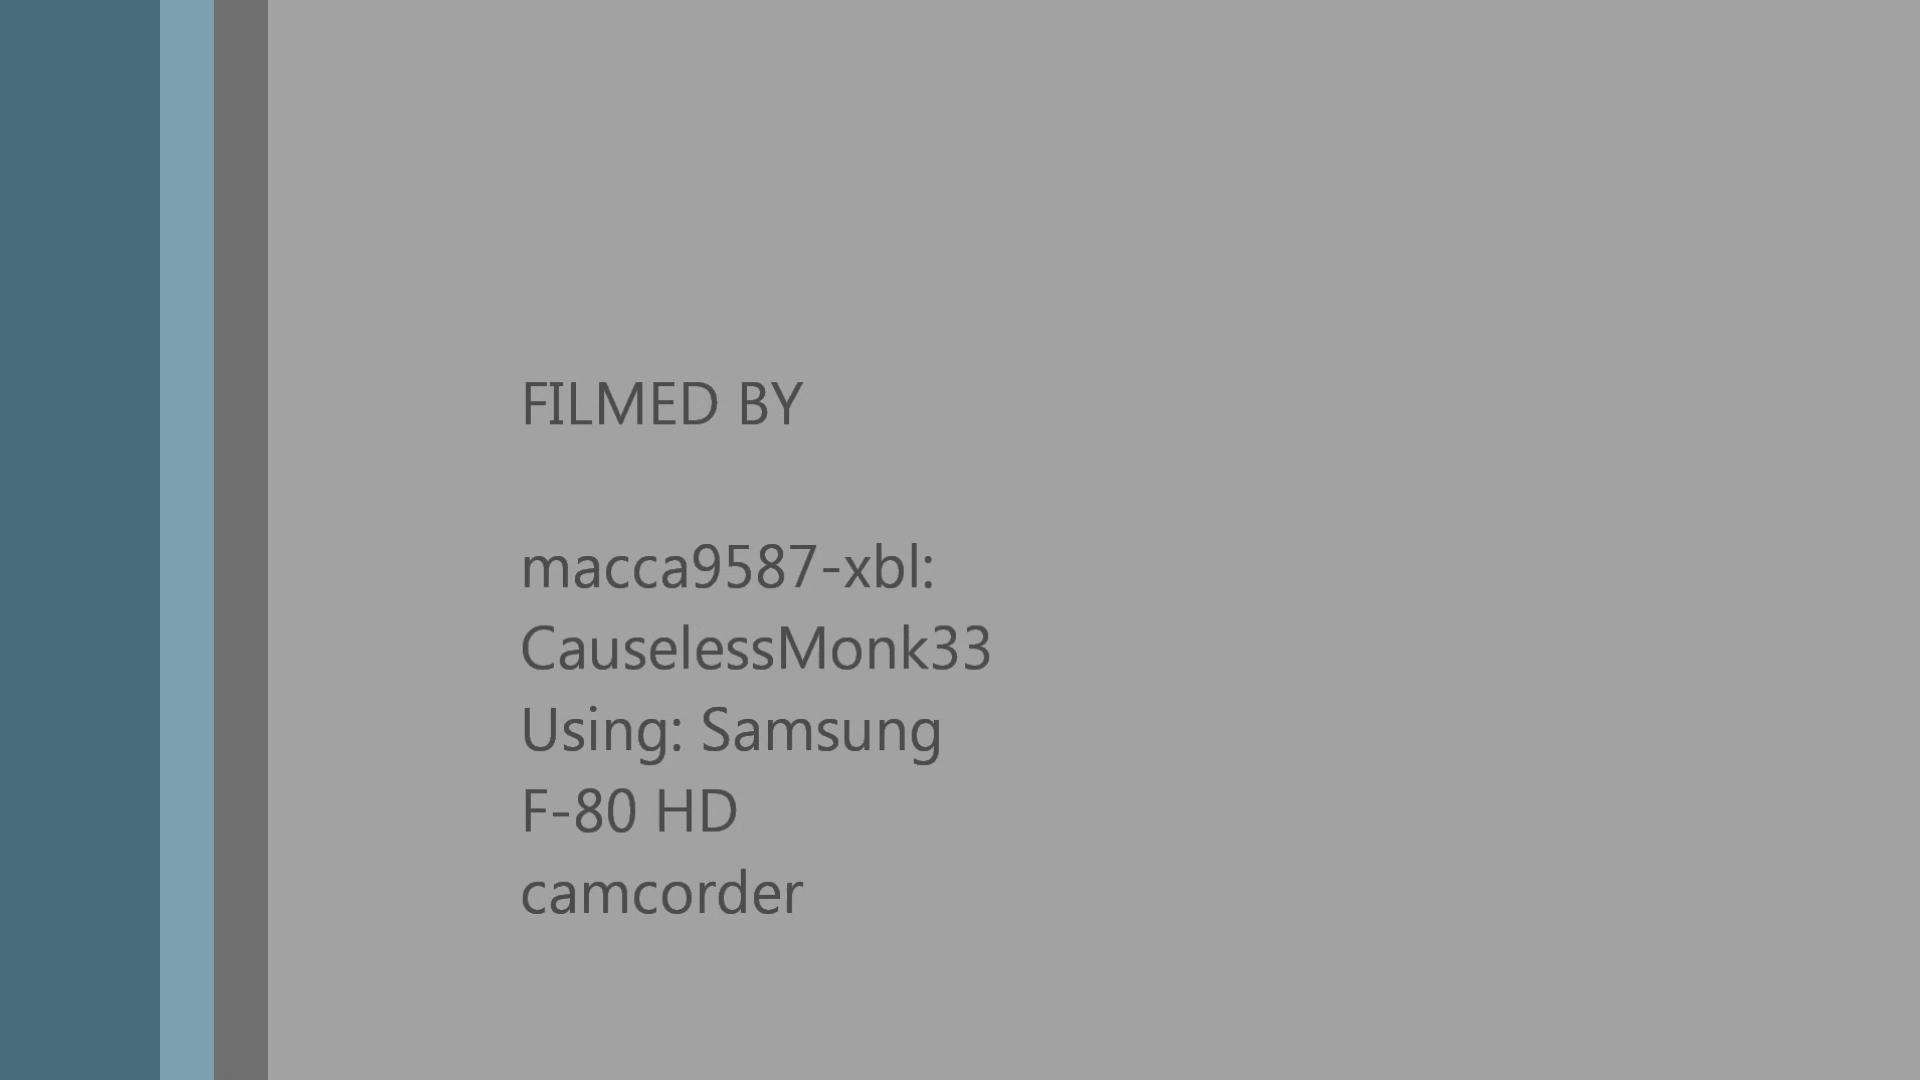 FILMED BY
macca9587-xbl:
CauselessMonk33
Using: Samsung
F-80 HD
camcorder